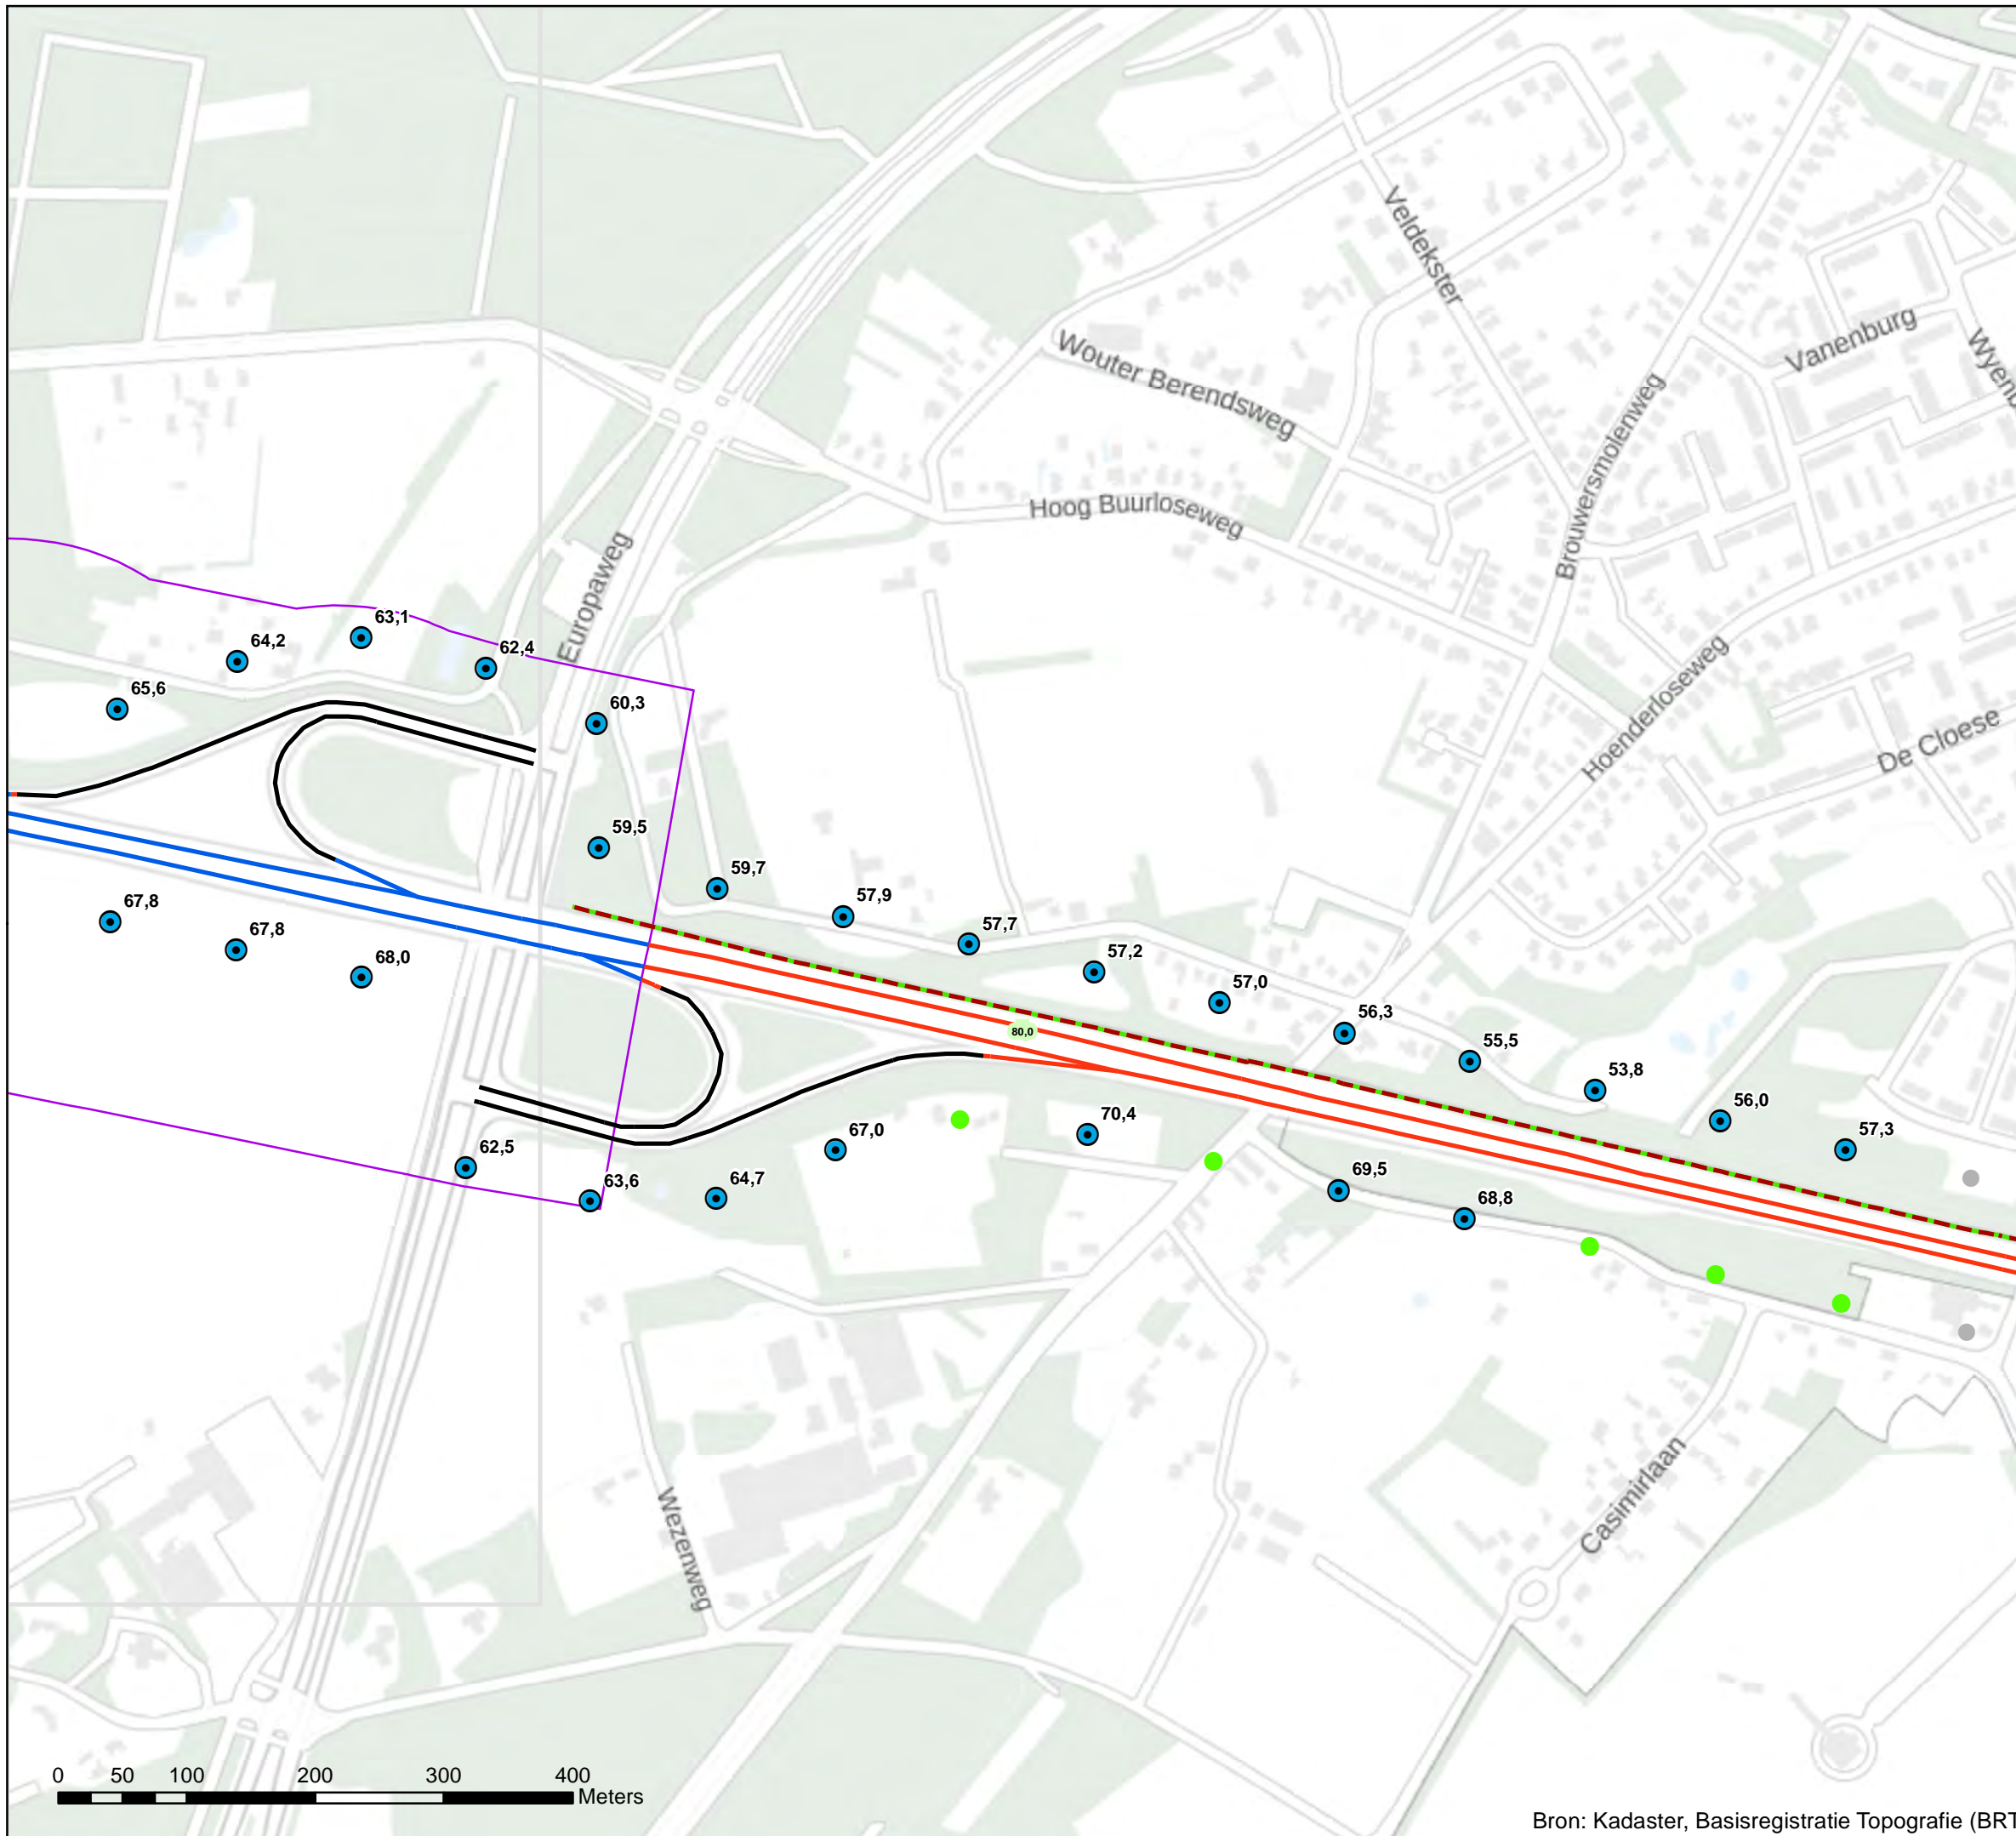 Veldekster
Wouter Berendsweg
Vanenburg
Brouwersmolenweg
Hoog Buurloseweg
Europaweg
Hoenderloseweg
De Cloese
63,1
64,2
62,4
65,6
60,3
59,5
59,7
57,9
57,7
67,8
67,8
68,0
57,2
57,0
56,3
80,0
55,5
53,8
56,0
57,3
70,4
67,0
62,5
63,6
64,7
69,5
68,8
Wezenweg
Casimirlaan
0 50 100 200 300 400
Meters
Bron: Kadaster, Basisregistratie Topografie (BRT